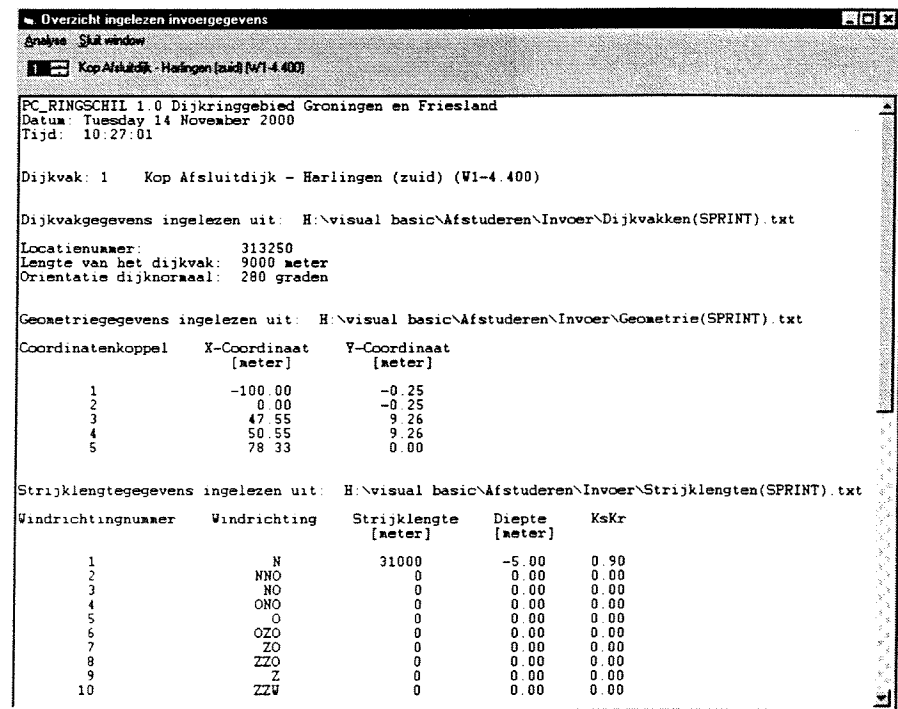 Overzicht ingelezen invoergegevens
Analyse Sluit window
1 Kop Afsluitdijk - Harlingen (zuid) (W1-4.400)
PC_RINGSCHIL 1.0 Dijkringgebied Groningen en Friesland
Datum: Tuesday 14 November 2000
Tijd: 10:27:01
Dijkvak: 1 Kop Afsluitdijk - Harlingen (zuid) (W1-4.400)
Dijkvakgegevens ingelezen uit: H:\visual basic\Afstuderen\Invoer\Dijkvakken(SPRINT).txt
Locatienummer: 313250
Lengte van het dijkvak: 9000 meter
Orientatie dijknormaal: 280 graden
Geometriegegevens ingelezen uit: H:\visual basic\Afstuderen\Invoer\Geometrie(SPRINT).txt
Coordinatenkoppel X-Coordinaat Y-Coordinaat
[meter] [meter]
1 -100.00 -0.25
2 0.00 -0.25
3 47.55 9.26
4 50.55 9.26
5 78.33 0.00
Strijklengtegegevens ingelezen uit: H:\visual basic\Afstuderen\Invoer\Strijklengten(SPRINT).txt
Windrichtingnummer Windrichting Strijklengte Diepte KsKr
[meter] [meter]
1 N 31000 -5.00 0.90
2 NNO 0 0.00 0.00
3 NO 0 0.00 0.00
4 ONO 0 0.00 0.00
5 O 0 0.00 0.00
6 OZO 0 0.00 0.00
7 ZO 0 0.00 0.00
8 ZZO 0 0.00 0.00
9 Z 0 0.00 0.00
10 ZZW 0 0.00 0.00